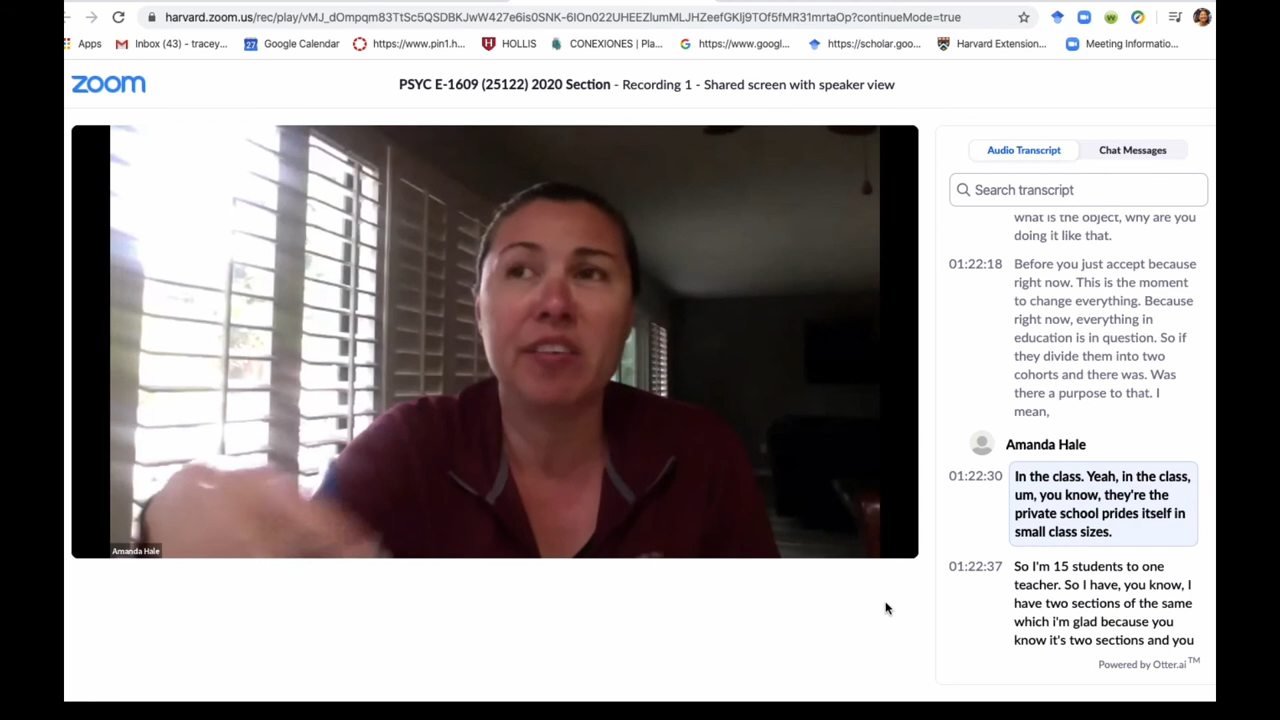 harvard.zoom.us/rec/play/vMJ_dOmpqm83TtSc5QSDBKJwW427e6is0SNK-6IOn022UHEEZlumMLJHZeefGKlj9TOf5fMR31mrtaOp?continueMode=true
Apps Inbox (43) - tracey... Google Calendar https://www.pin1.h... HOLLIS CONEXIONES | Pla... https://www.googl... https://scholar.goo... Harvard Extension... Meeting Informatio...
zoom
PSYC E-1609 (25122) 2020 Section - Recording 1 - Shared screen with speaker view
Audio Transcript Chat Messages
Search transcript
what is the object, why are you
doing it like that.
01:22:18 Before you just accept because
right now. This is the moment
to change everything. Because
right now, everything in
education is in question. So if
they divide them into two
cohorts and there was. Was
there a purpose to that. I
mean,
Amanda Hale
01:22:30 In the class. Yeah, in the class,
um, you know, they're the
private school prides itself in
small class sizes.
01:22:37 So I'm 15 students to one
teacher. So I have, you know, I
have two sections of the same
which i'm glad because you
know it's two sections and you
Powered by Otter.ai TM
Amanda Hale